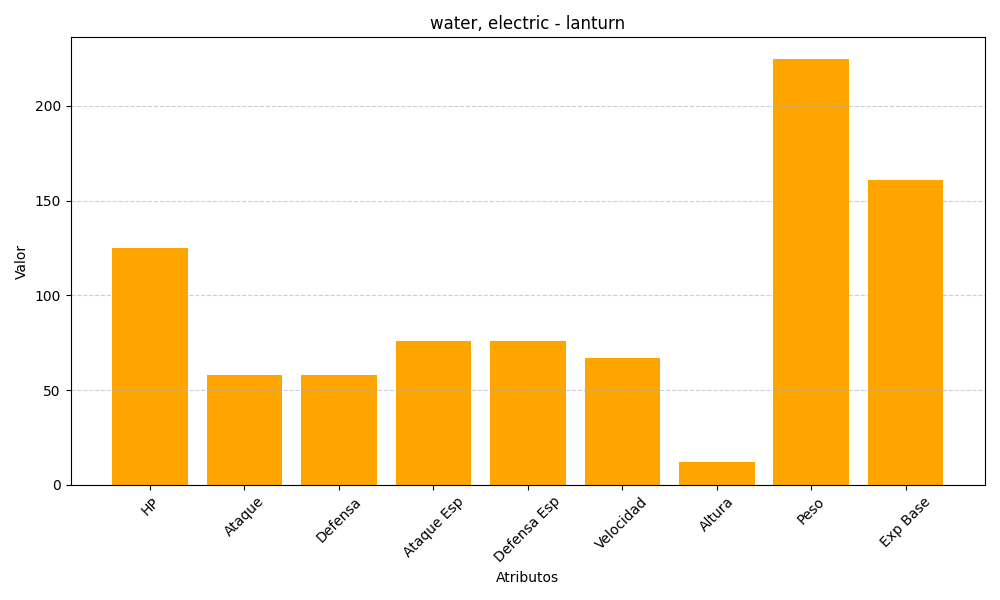 water, electric - lanturn
Valor
200
150
100
50
0
HP
Ataque
Defensa
Ataque Esp
Defensa Esp
Velocidad
Altura
Peso
Exp Base
Atributos